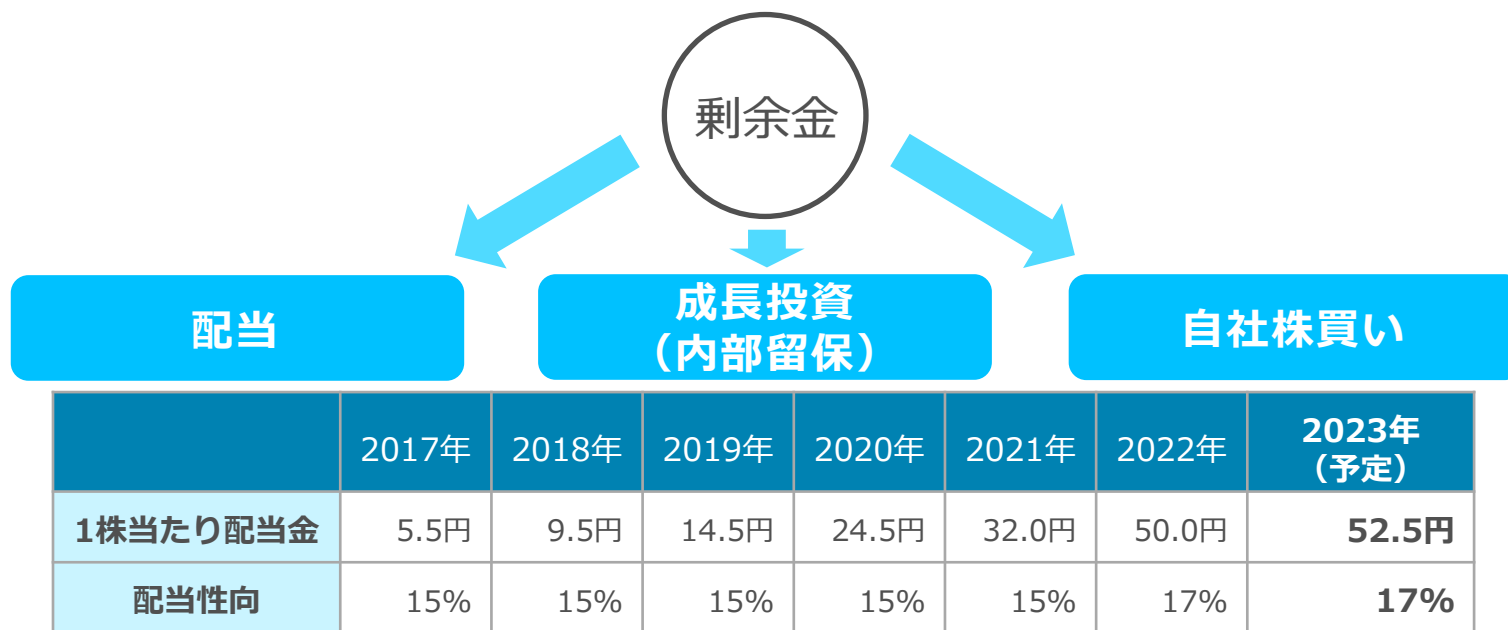 剰余金
配当
成長投資
（内部留保）
自社株買い
2017年 2018年 2019年 2020年 2021年 2022年 2023年
（予定）
1株当たり配当金 5.5円 9.5円 14.5円 24.5円 32.0円 50.0円 52.5円
配当性向 15% 15% 15% 15% 15% 17% 17%